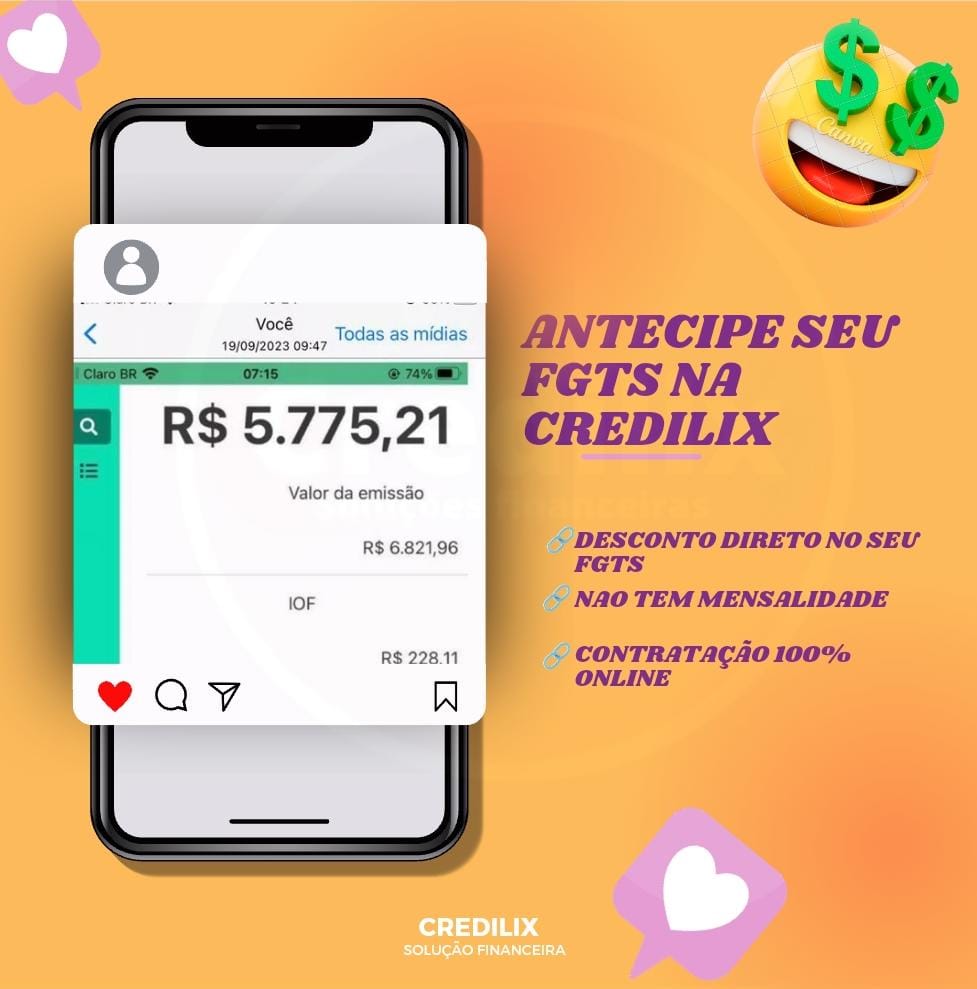 Canva
Você
19/09/2023 09:47
Todas as mídias
Claro BR
07:15
74%
R$ 5.775,21
Valor da emissão
R$ 6.821,96
IOF
R$ 228,11
ANTECIPE SEU
FGTS NA
CREDILIX
DESCONTO DIRETO NO SEU
FGTS
NAO TEM MENSALIDADE
CONTRATAÇÃO 100%
ONLINE
CREDILIX
SOLUÇÃO FINANCEIRA